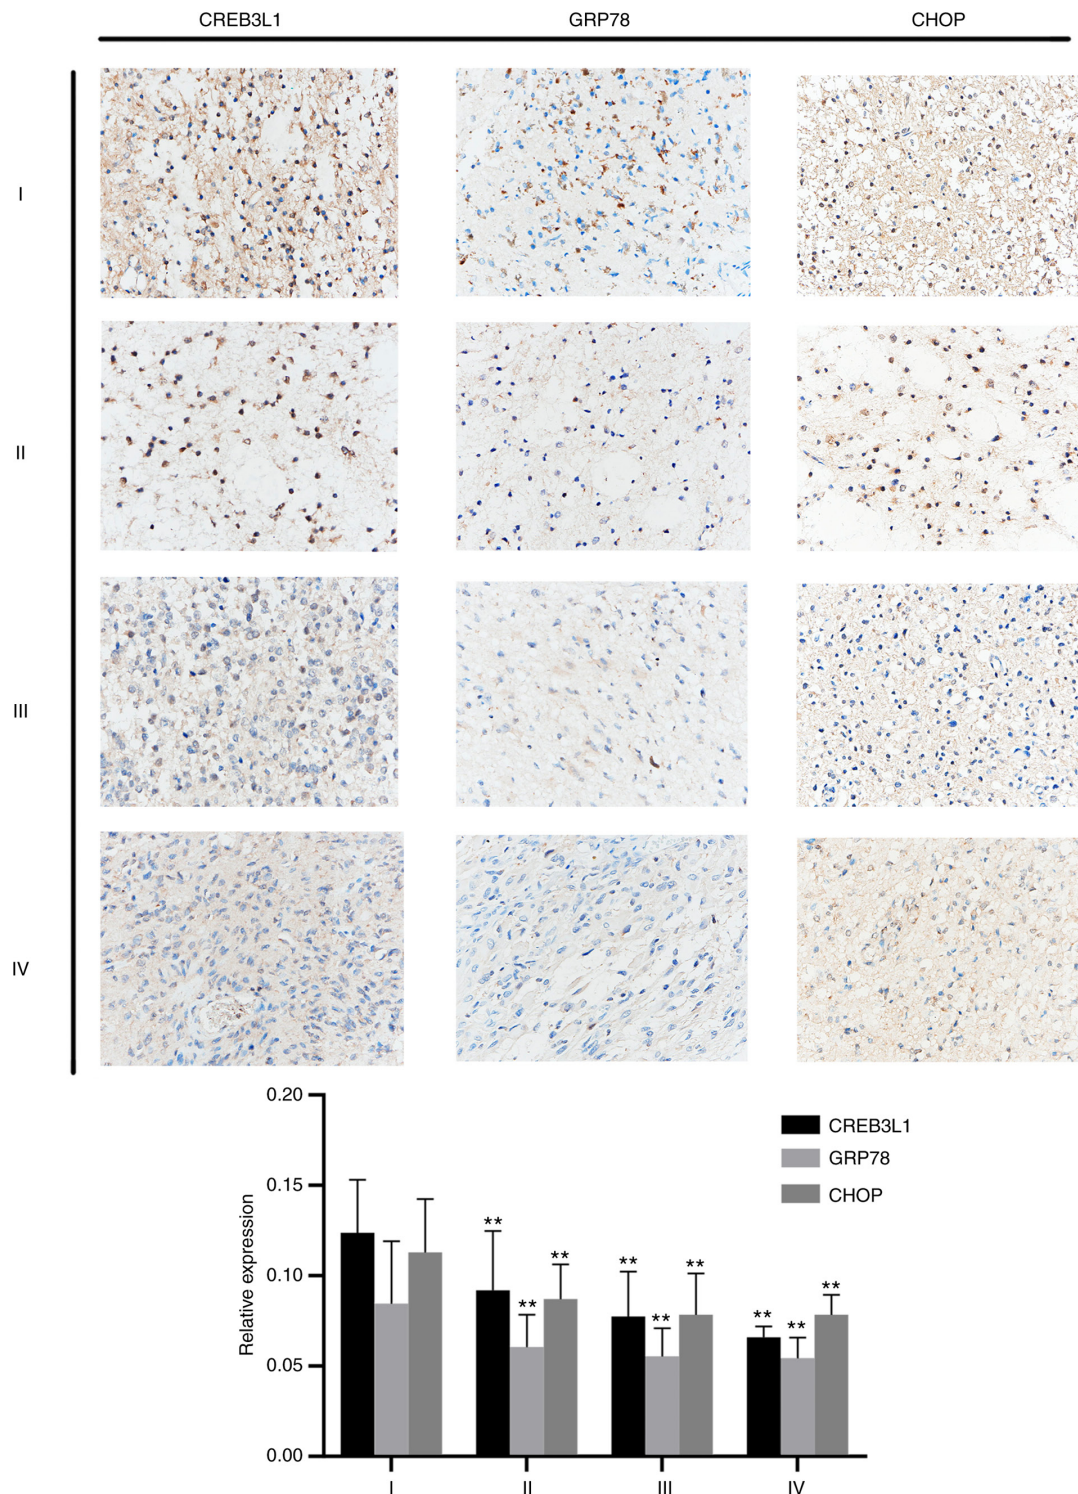 CREB3L1 GRP78 CHOP
I
II
III
IV
0.20
0.15
0.10
0.05
0.00
Relative expression
CREB3L1
GRP78
CHOP
** ** **
** ** **
** ** **
I II III IV